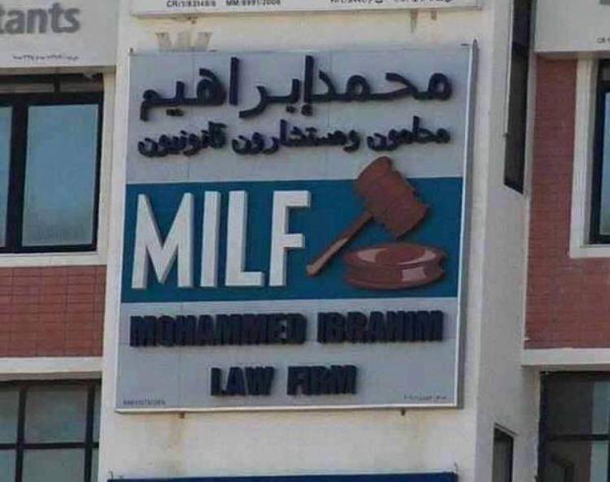 tants
محمد إبراهيم
محامون ومستشارون قانونيون
MILF
MOHAMMED IBRAHIM
LAW FIRM